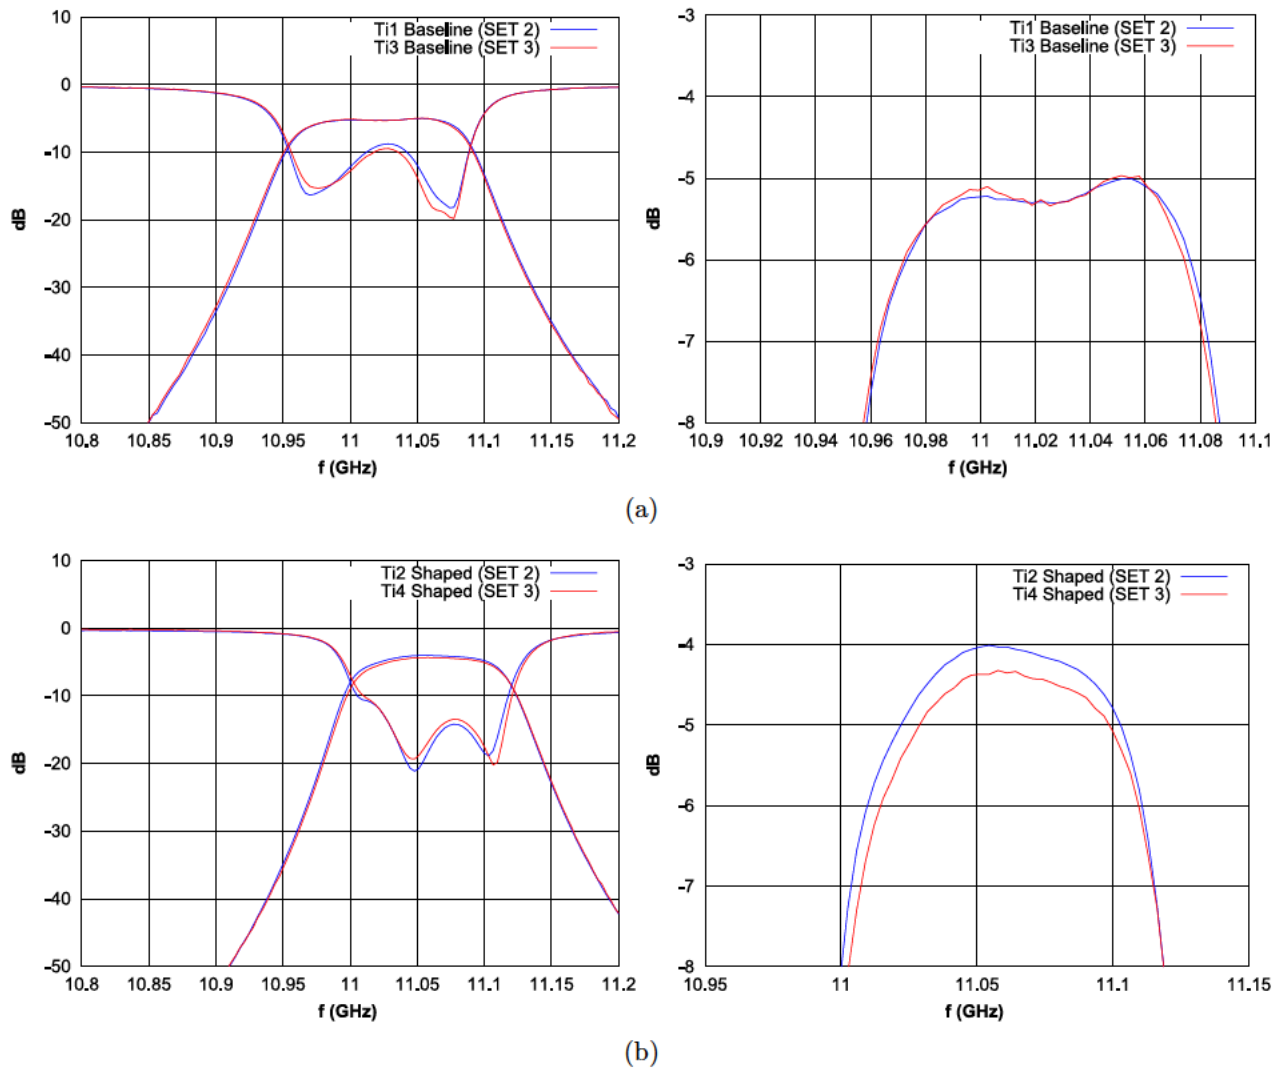 10
0
-10
-20
-30
-40
-50
dB
10.8 10.85 10.9 10.95 11 11.05 11.1 11.15 11.2
f (GHz)
Ti1 Baseline (SET 2)
Ti3 Baseline (SET 3)
-3
-4
-5
-6
-7
-8
dB
10.9 10.92 10.94 10.96 10.98 11 11.02 11.04 11.06 11.08 11.1
f (GHz)
Ti1 Baseline (SET 2)
Ti3 Baseline (SET 3)
(a)
10
0
-10
-20
-30
-40
-50
dB
10.8 10.85 10.9 10.95 11 11.05 11.1 11.15 11.2
f (GHz)
Ti2 Shaped (SET 2)
Ti4 Shaped (SET 3)
-3
-4
-5
-6
-7
-8
dB
10.95 11 11.05 11.1 11.15
f (GHz)
Ti2 Shaped (SET 2)
Ti4 Shaped (SET 3)
(b)